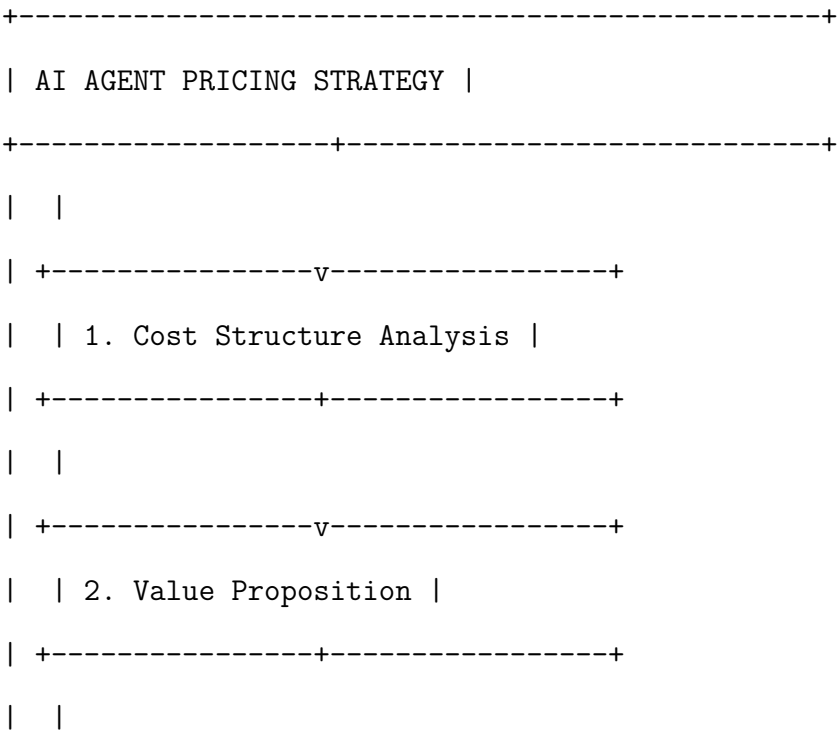 +-------------------------------------------------+
| AI AGENT PRICING STRATEGY |
+-------------------+-----------------------------+
| |
| +----------------v-----------------+
| | 1. Cost Structure Analysis |
| +----------------+-----------------+
| |
| +----------------v-----------------+
| | 2. Value Proposition |
| +----------------+-----------------+
| |